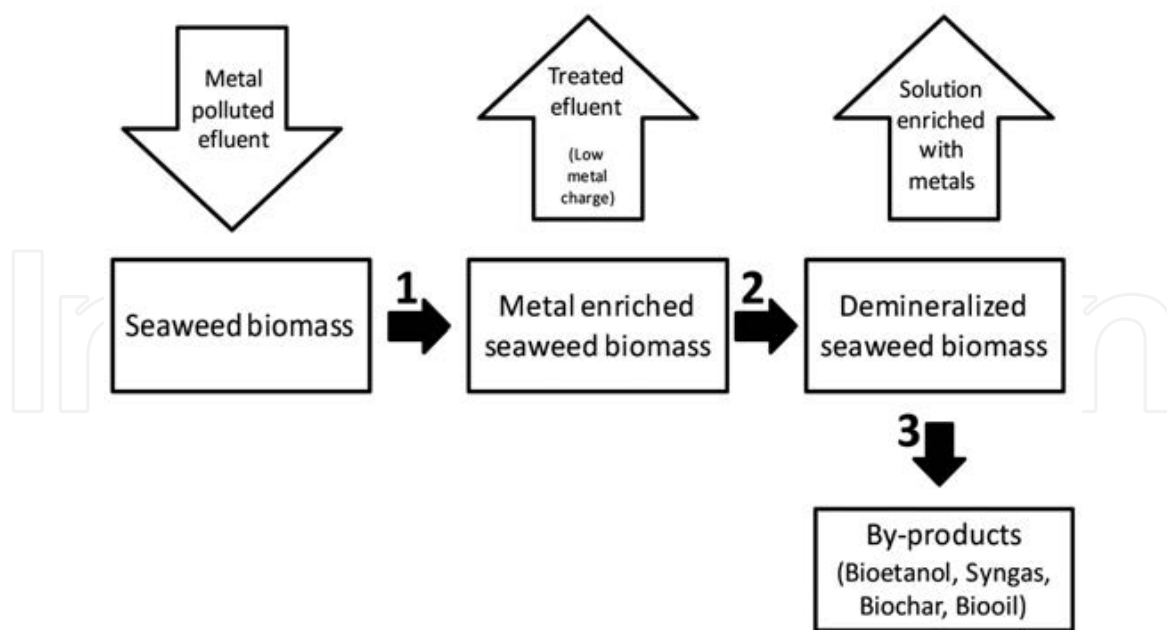 Metal
polluted
efluent
Treated
efluent
(Low
metal
charge)
Solution
enriched
with
metals
Seaweed biomass
1
Metal enriched
seaweed biomass
2
Demineralized
seaweed biomass
3
By-products
(Bioetanol, Syngas,
Biochar, Biooil)